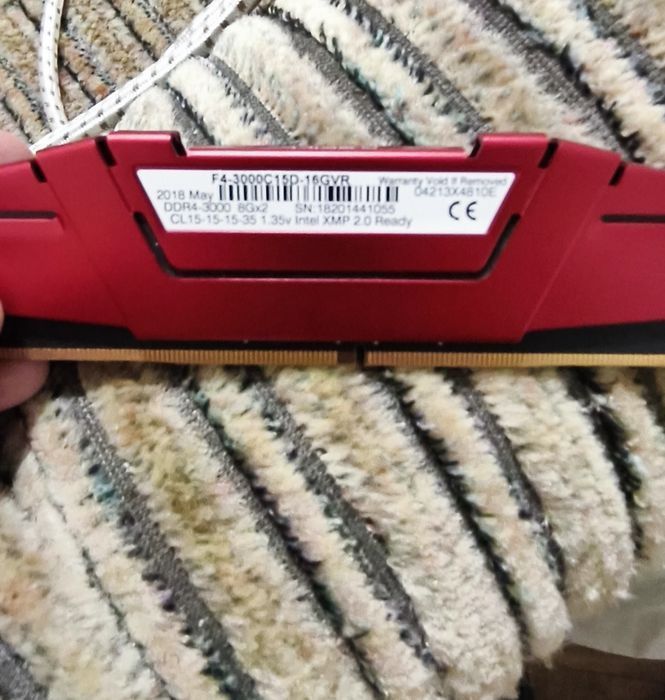 F4-3000C15D-16GVR
Warranty Void If Removed
2018 May
04213X4810E
DDR4-3000 8Gx2 SN:18201441055
CL15-15-15-35 1.35v Intel XMP 2.0 Ready
CE